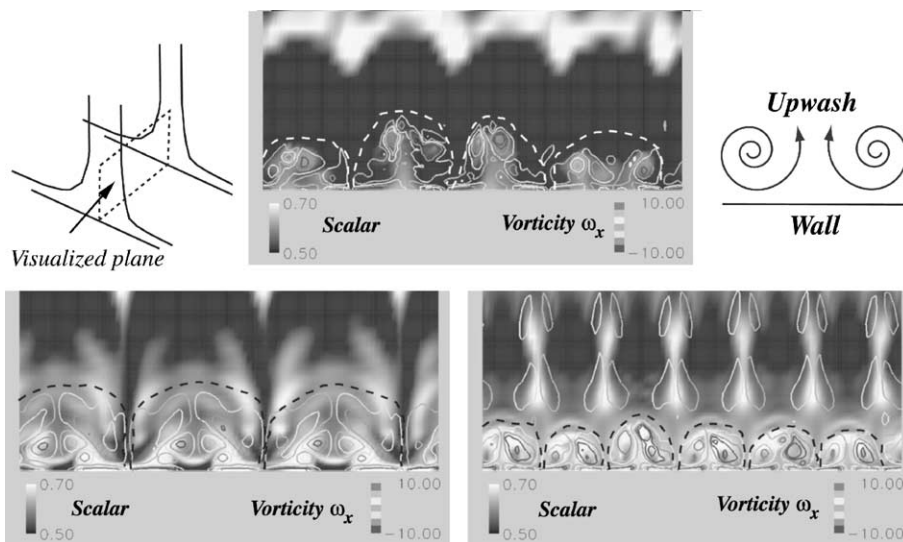 Upwash
Wall
Visualized plane
0.70
0.50
Scalar
Vorticity ωx
10.00
−10.00
0.70
0.50
Scalar
Vorticity ωx
10.00
−10.00
0.70
0.50
Scalar
Vorticity ωx
10.00
−10.00